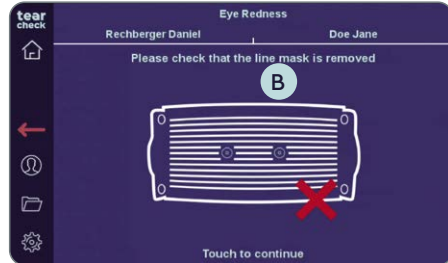 tear
check
Eye Redness
Rechberger Daniel
Doe Jane
Please check that the line mask is removed
B
Touch to continue